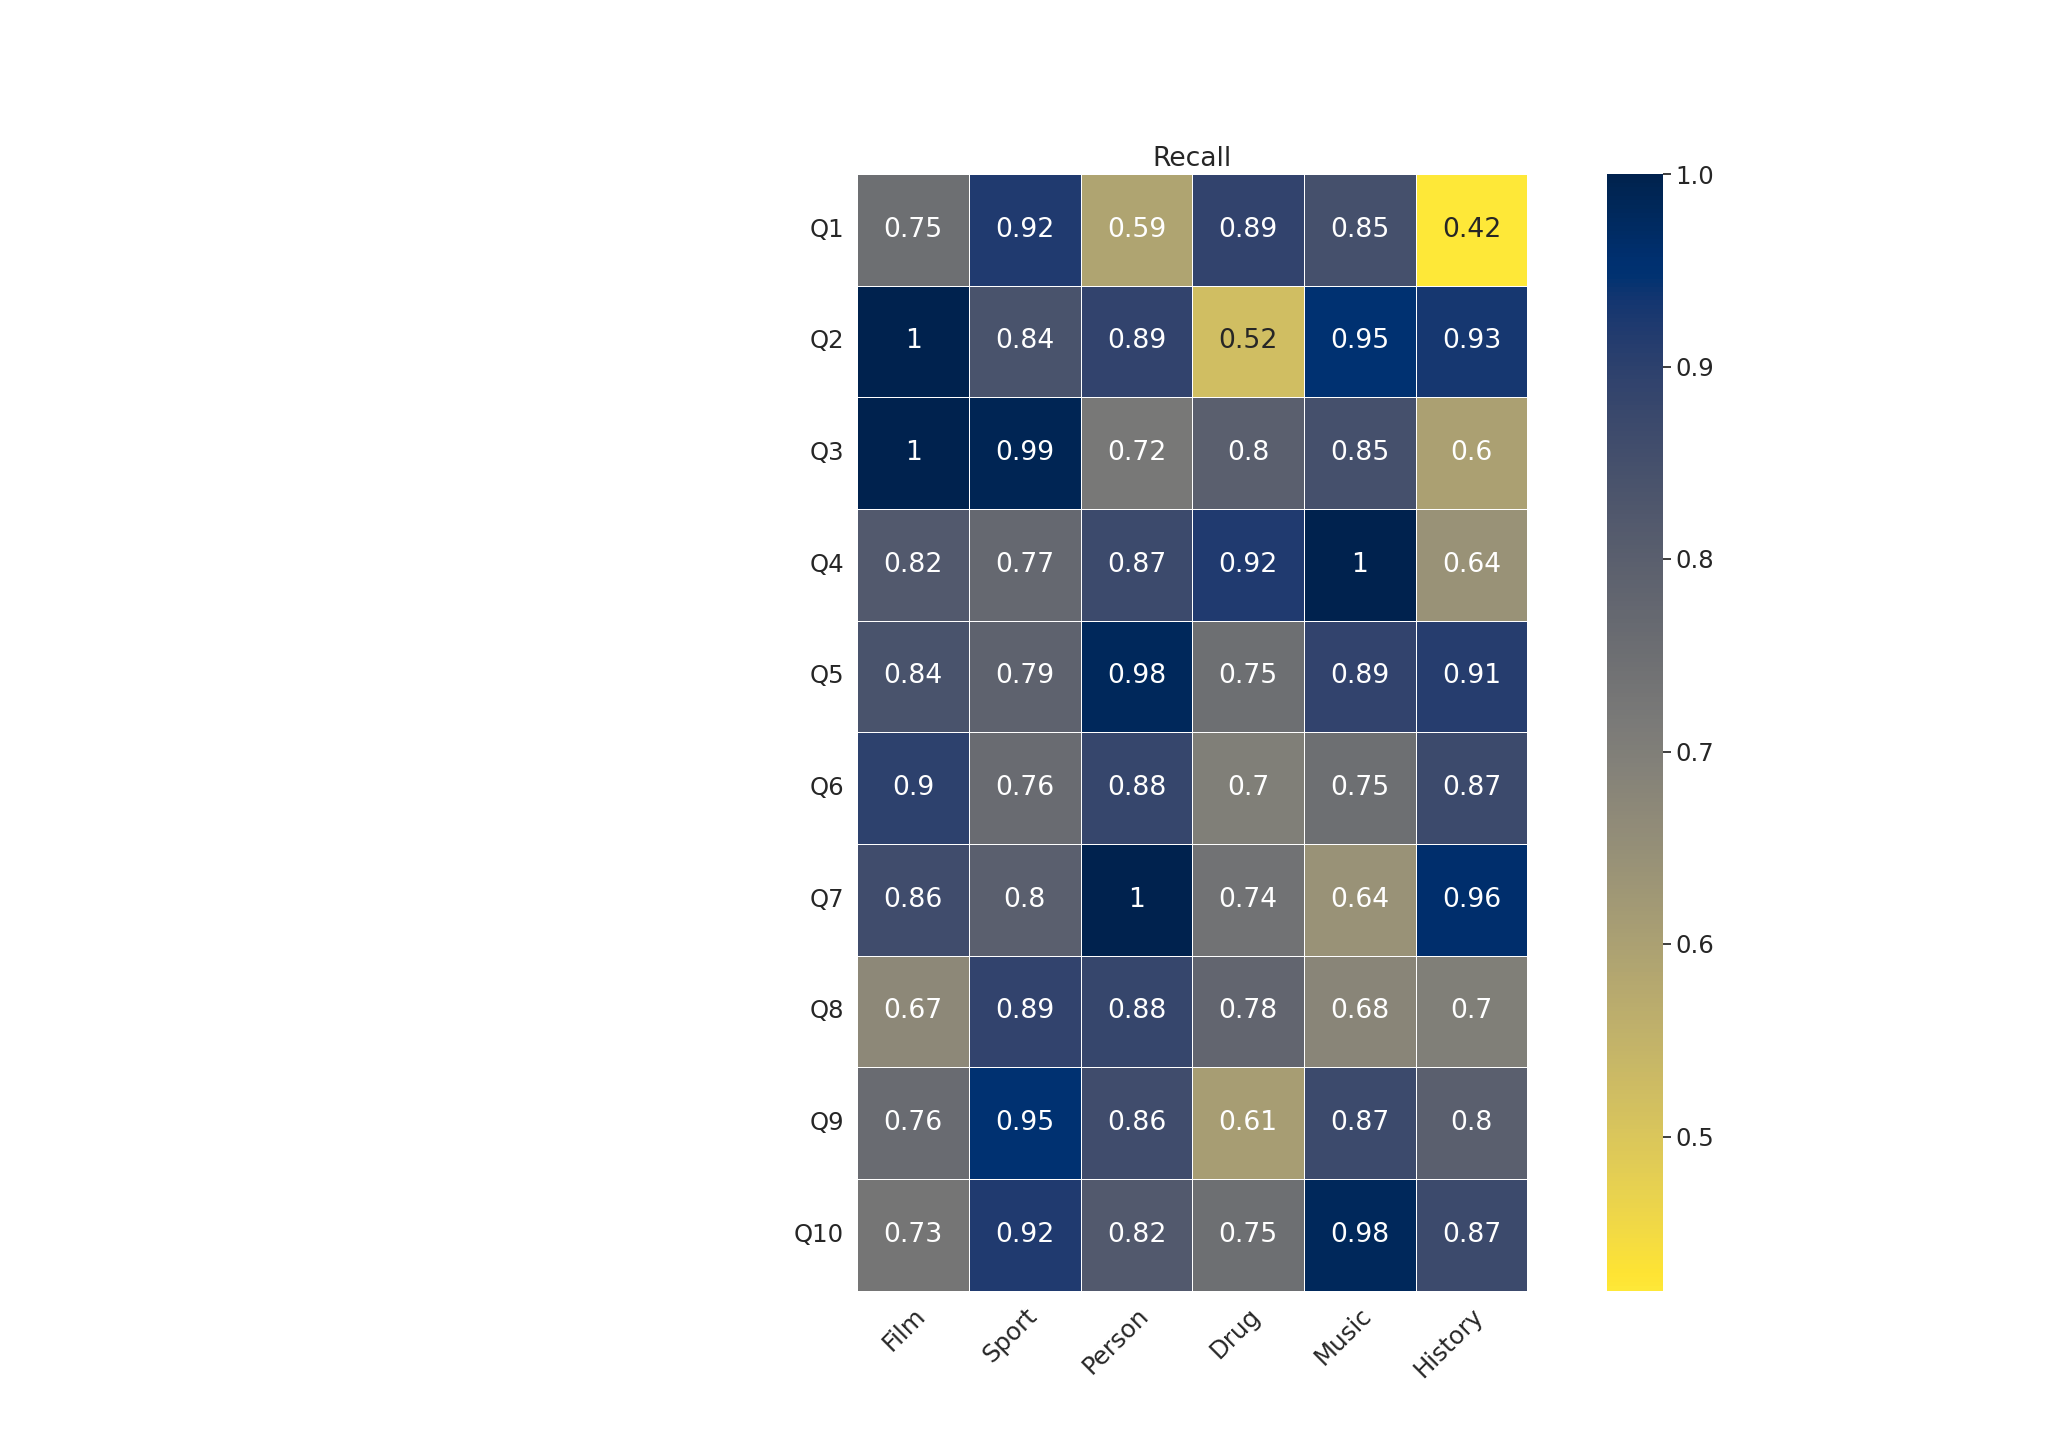 Recall
Q1 0.75 0.92 0.59 0.89 0.85 0.42
Q2 1 0.84 0.89 0.52 0.95 0.93
Q3 1 0.99 0.72 0.8 0.85 0.6
Q4 0.82 0.77 0.87 0.92 1 0.64
Q5 0.84 0.79 0.98 0.75 0.89 0.91
Q6 0.9 0.76 0.88 0.7 0.75 0.87
Q7 0.86 0.8 1 0.74 0.64 0.96
Q8 0.67 0.89 0.88 0.78 0.68 0.7
Q9 0.76 0.95 0.86 0.61 0.87 0.8
Q10 0.73 0.92 0.82 0.75 0.98 0.87
Film Sport Person Drug Music History
1.0
0.9
0.8
0.7
0.6
0.5